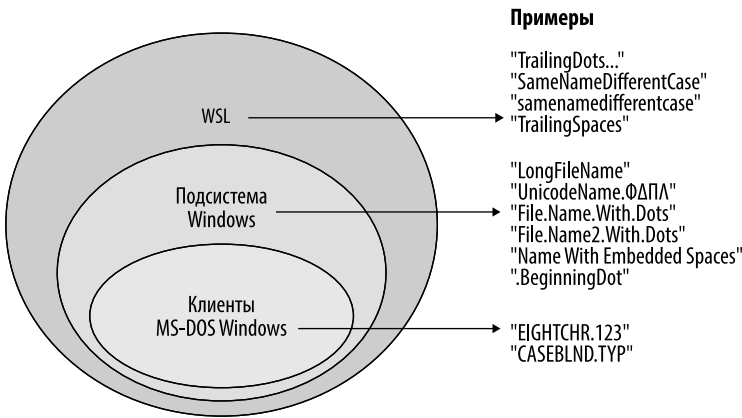 Примеры
"TrailingDots..."
"SameNameDifferentCase"
"samenamedifferentcase"
"TrailingSpaces"
WSL
"LongFileName"
"UnicodeName.ΦΔΠΛ"
"File.Name.With.Dots"
"File.Name2.With.Dots"
"Name With Embedded Spaces"
".BeginningDot"
Подсистема
Windows
Клиенты
MS-DOS Windows
"EIGHTCHR.123"
"CASEBLND.TYP"